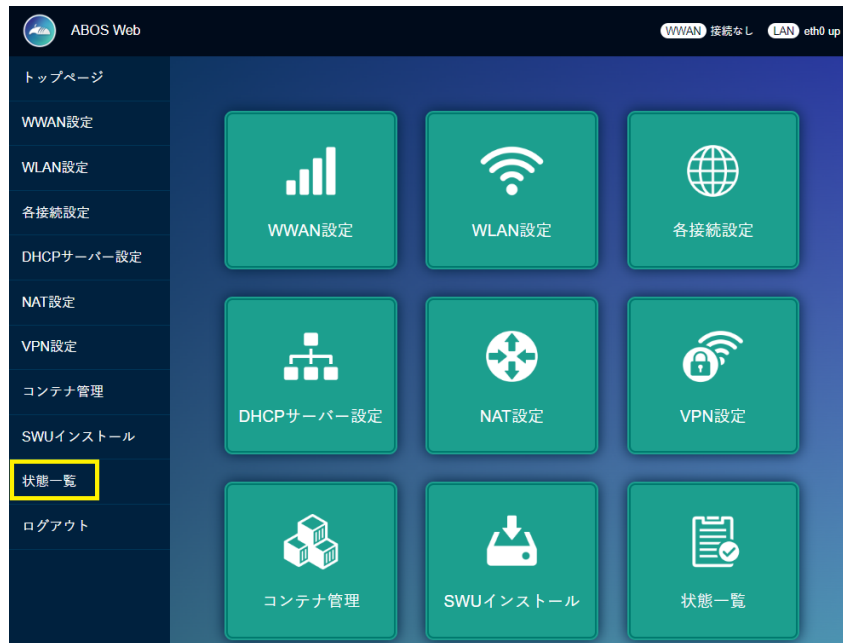 ABOS Web
WWAN 接続なし LAN eth0 up
トップページ
WWAN設定
WLAN設定
各接続設定
DHCPサーバー設定
NAT設定
VPN設定
コンテナ管理
SWUインストール
状態一覧
ログアウト
WWAN設定
WLAN設定
各接続設定
DHCPサーバー設定
NAT設定
VPN設定
コンテナ管理
SWUインストール
状態一覧